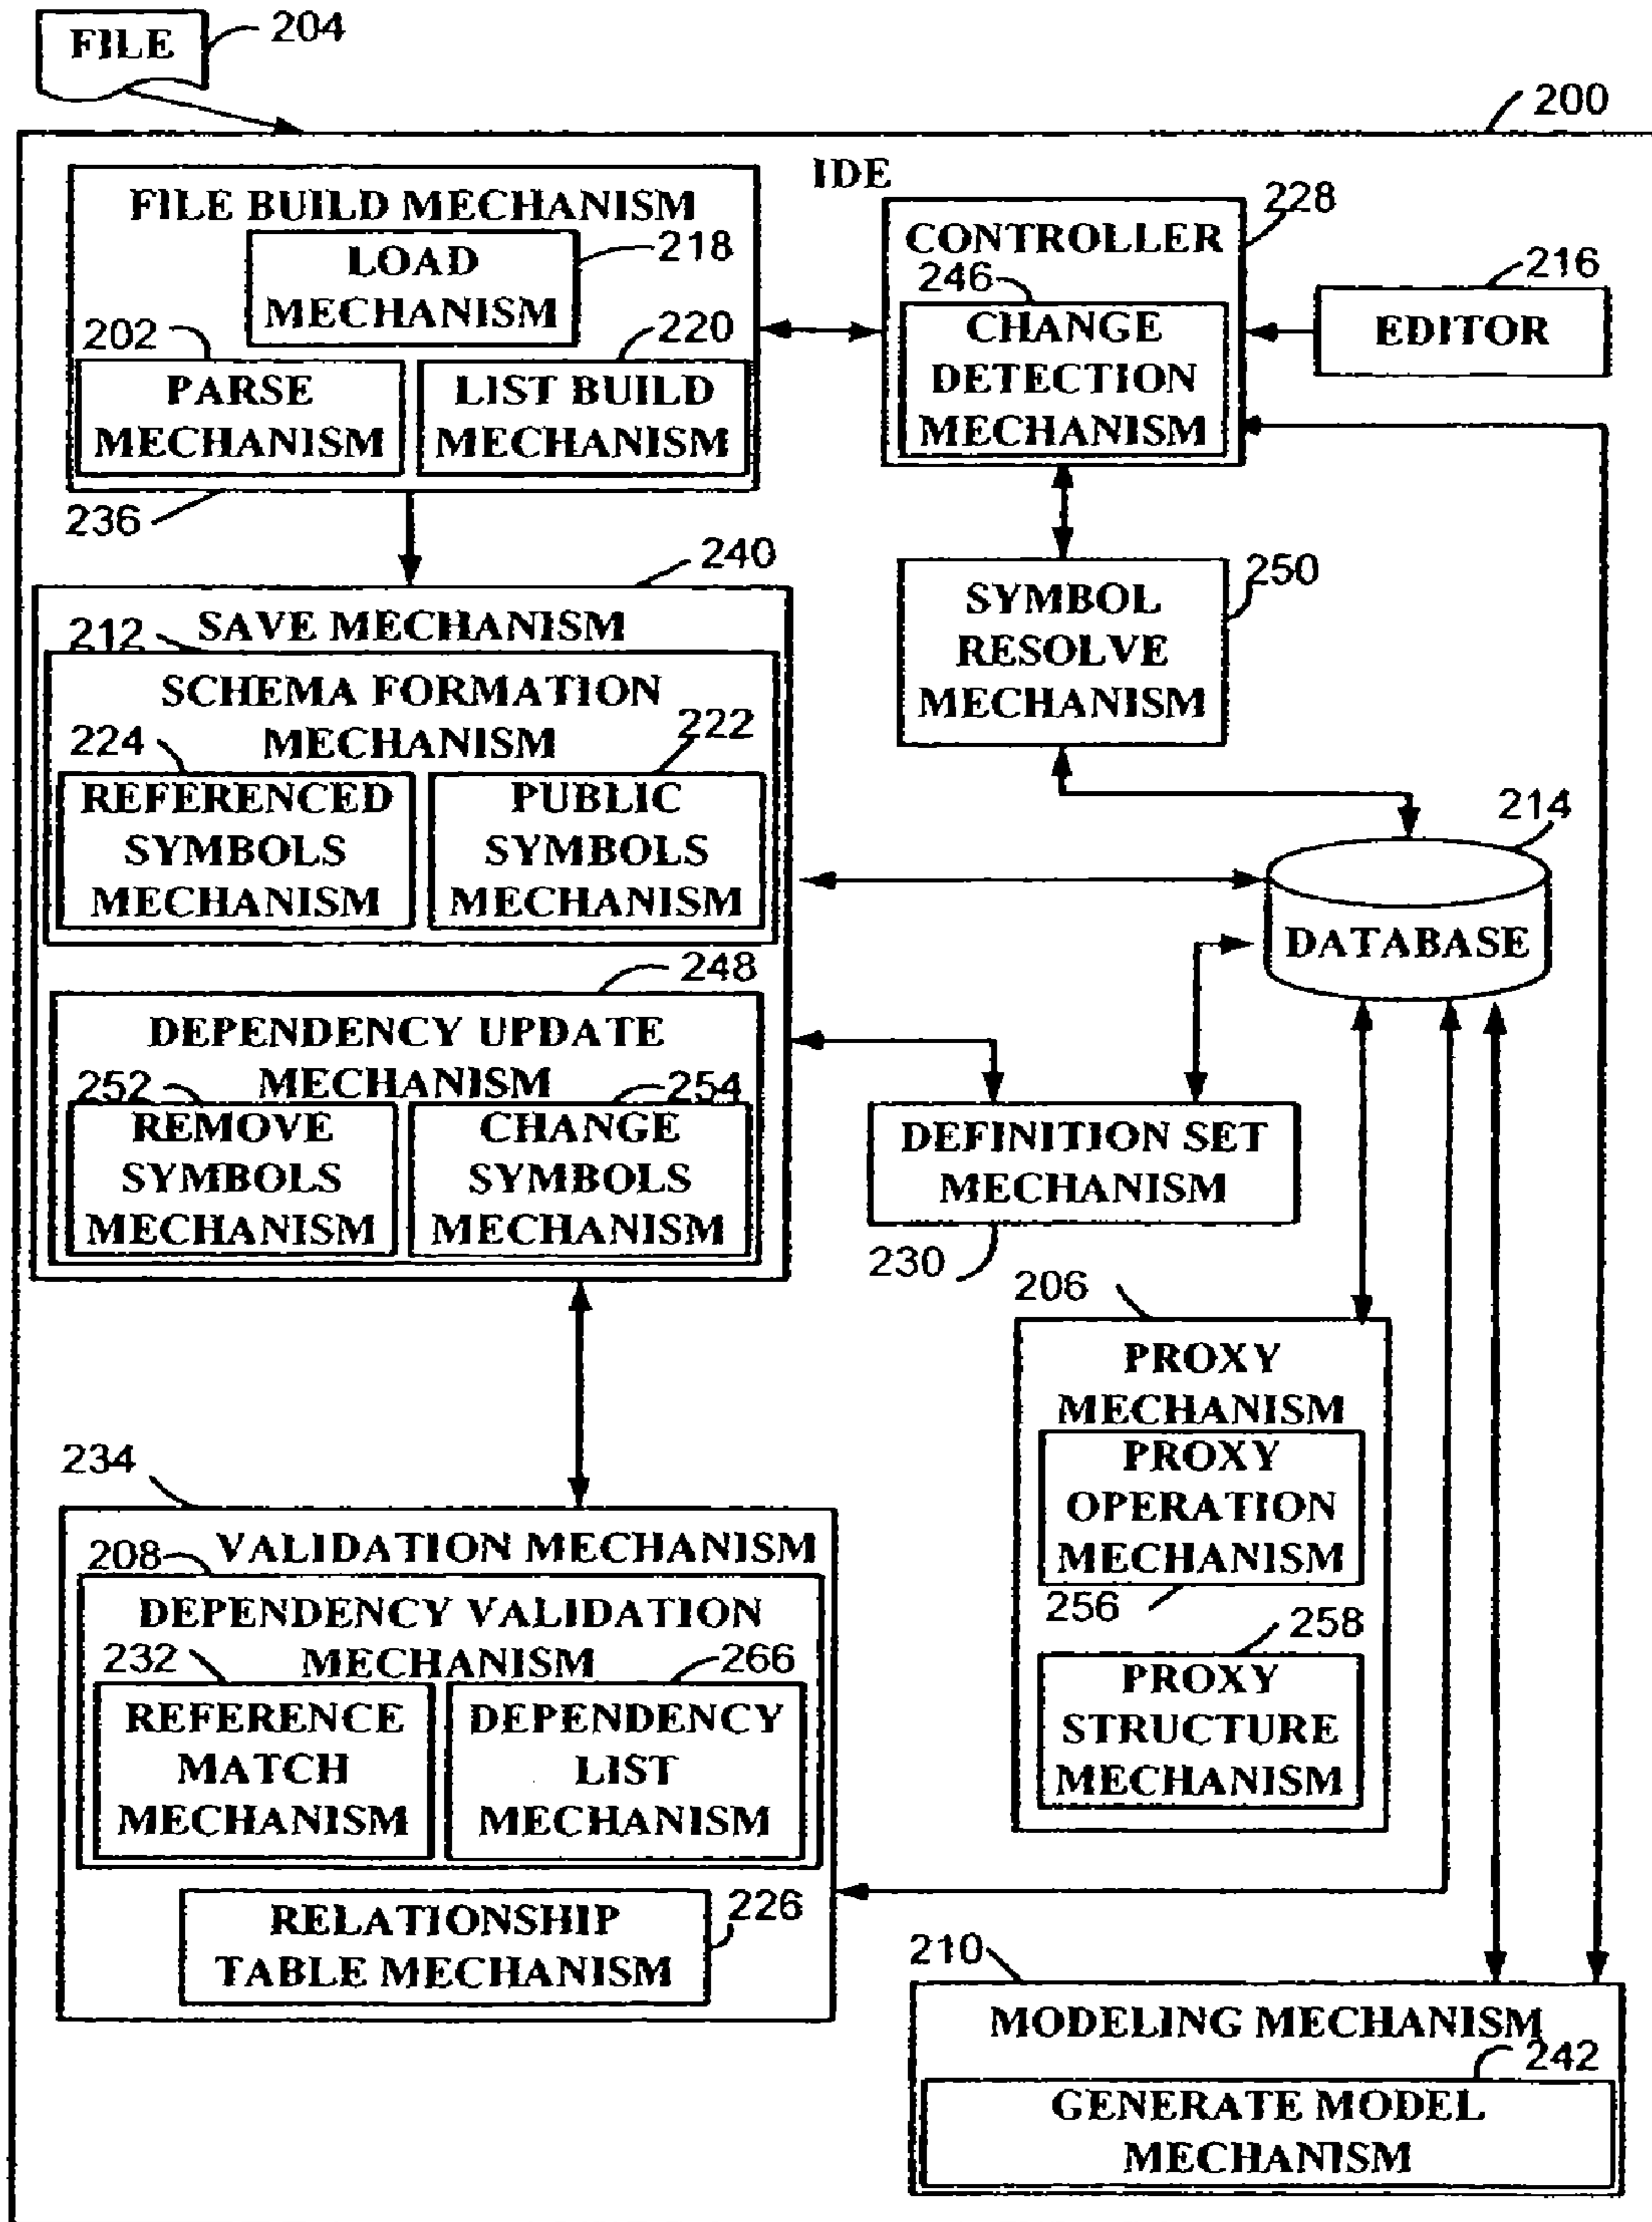 FILE
204
200
IDE
FILE BUILD MECHANISM
LOAD
MECHANISM
218
202
PARSE
MECHANISM
220
LIST BUILD
MECHANISM
236
228
CONTROLLER
246
CHANGE
DETECTION
MECHANISM
216
EDITOR
240
SAVE MECHANISM
212
SCHEMA FORMATION
MECHANISM
224
REFERENCED
SYMBOLS
MECHANISM
222
PUBLIC
SYMBOLS
MECHANISM
250
SYMBOL
RESOLVE
MECHANISM
214
DATABASE
248
DEPENDENCY UPDATE
MECHANISM
252
REMOVE
SYMBOLS
MECHANISM
254
CHANGE
SYMBOLS
MECHANISM
DEFINITION SET
MECHANISM
230
206
PROXY
MECHANISM
PROXY
OPERATION
MECHANISM
256
258
PROXY
STRUCTURE
MECHANISM
234
VALIDATION MECHANISM
208
DEPENDENCY VALIDATION
MECHANISM
232
REFERENCE
MATCH
MECHANISM
266
DEPENDENCY
LIST
MECHANISM
RELATIONSHIP
TABLE MECHANISM
226
210
MODELING MECHANISM
242
GENERATE MODEL
MECHANISM